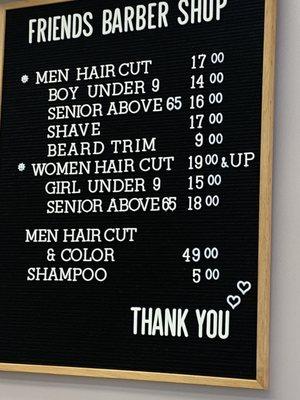 FRIENDS BARBER SHOP
* MEN HAIR CUT 17 00
BOY UNDER 9 14 00
SENIOR ABOVE 65 16 00
SHAVE 17 00
BEARD TRIM 9 00
* WOMEN HAIR CUT 19 00 & UP
GIRL UNDER 9 15 00
SENIOR ABOVE 65 18 00
MEN HAIR CUT
& COLOR 49 00
SHAMPOO 5 00
THANK YOU